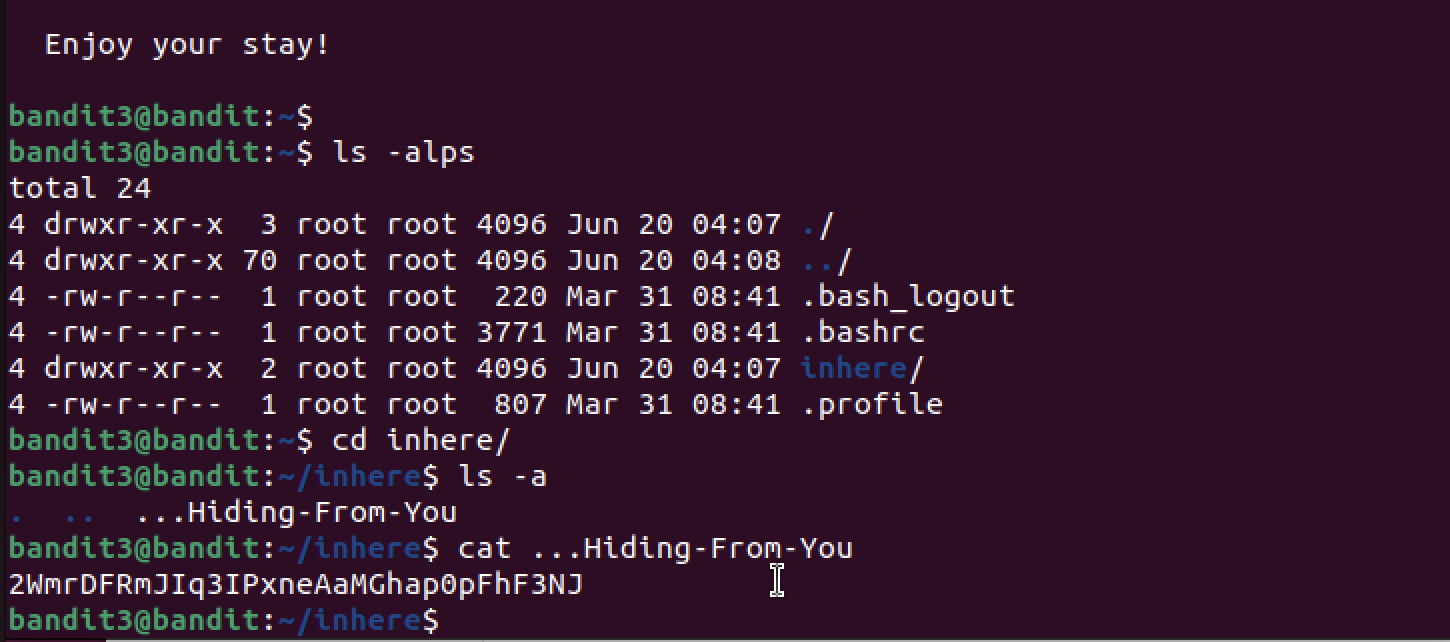 Enjoy your stay!
bandit3@bandit:~$
bandit3@bandit:~$ ls -alps
total 24
4 drwxr-xr-x  3 root root 4096 Jun 20 04:07 ./
4 drwxr-xr-x 70 root root 4096 Jun 20 04:08 ../
4 -rw-r--r--  1 root root  220 Mar 31 08:41 .bash_logout
4 -rw-r--r--  1 root root 3771 Mar 31 08:41 .bashrc
4 drwxr-xr-x  2 root root 4096 Jun 20 04:07 inhere/
4 -rw-r--r--  1 root root  807 Mar 31 08:41 .profile
bandit3@bandit:~$ cd inhere/
bandit3@bandit:~/inhere$ ls -a
.  ..  ...Hiding-From-You
bandit3@bandit:~/inhere$ cat ...Hiding-From-You
2WmrDFRmJIq3IPxneAaMGhap0pFhF3NJ
bandit3@bandit:~/inhere$